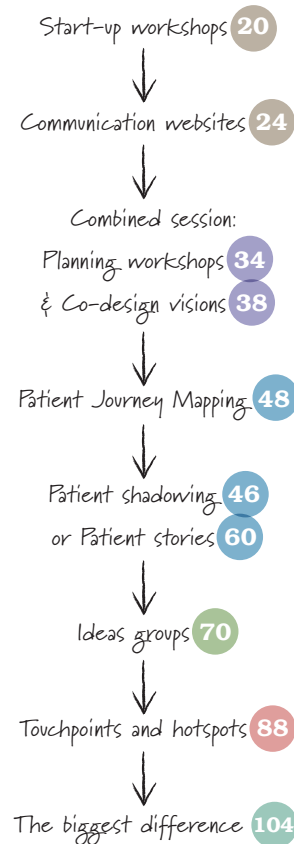 Start-up workshops 20
Communication websites 24
Combined session:
Planning workshops 34
& Co-design visions 38
Patient Journey Mapping 48
Patient shadowing 46
or Patient stories 60
Ideas groups 70
Touchpoints and hotspots 88
The biggest difference 104